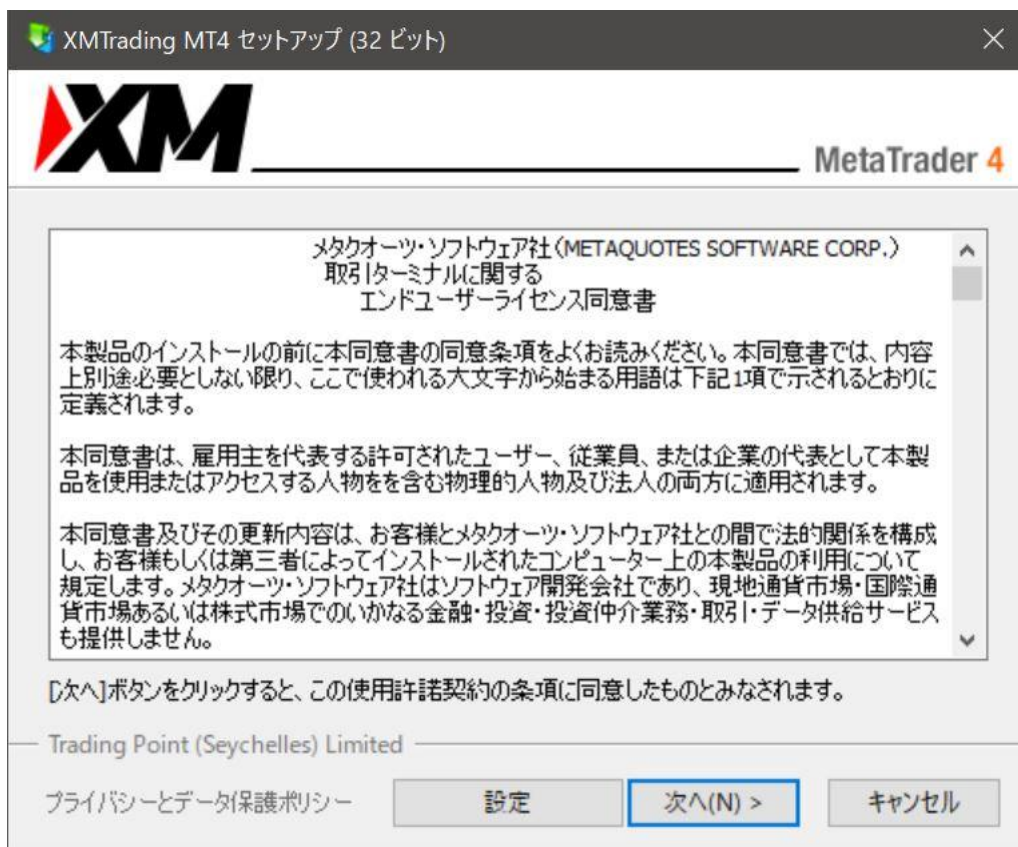 XMTrading MT4 セットアップ (32 ビット)
XM
MetaTrader 4
メタクオーツ・ソフトウェア社(METAQUOTES SOFTWARE CORP.)
取引ターミナルに関する
エンドユーザーライセンス同意書
本製品のインストールの前に本同意書の同意条項をよくお読みください。本同意書では、内容
上別途必要としない限り、ここで使われる大文字から始まる用語は下記1項で示されるとおりに
定義されます。
本同意書は、雇用主を代表する許可されたユーザー、従業員、または企業の代表として本製
品を使用またはアクセスする人物をを含む物理的人物及び法人の両方に適用されます。
本同意書及びその更新内容は、お客様とメタクオーツ・ソフトウェア社との間で法的関係を構成
し、お客様もしくは第三者によってインストールされたコンピューター上の本製品の利用について
規定します。メタクオーツ・ソフトウェア社はソフトウェア開発会社であり、現地通貨市場・国際通
貨市場あるいは株式市場でのいかなる金融・投資・投資仲介業務・取引・データ供給サービス
も提供しません。
[次へ]ボタンをクリックすると、この使用許諾契約の条項に同意したものとみなされます。
Trading Point (Seychelles) Limited
プライバシーとデータ保護ポリシー
設定
次へ(N) >
キャンセル